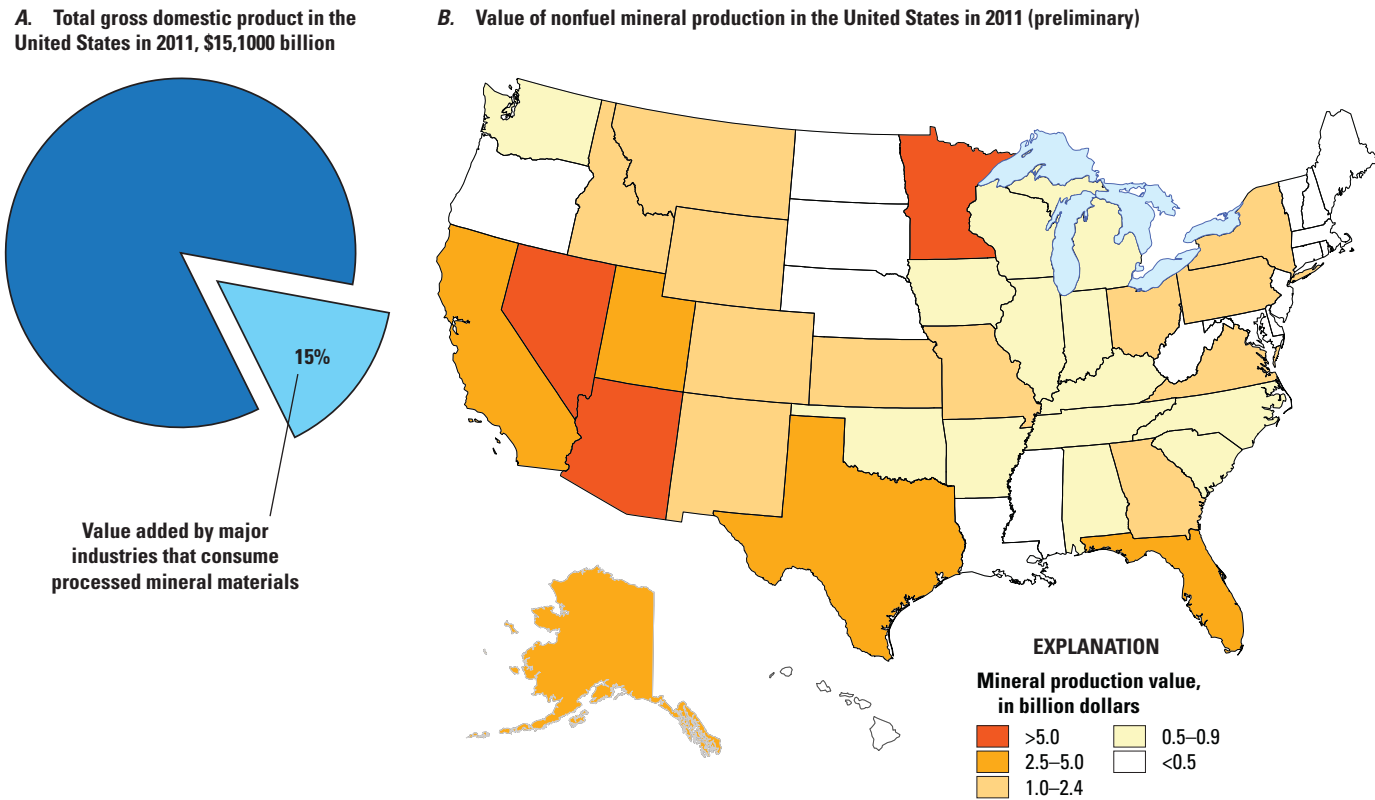 A. Total gross domestic product in the
United States in 2011, $15,1000 billion
15%
Value added by major
industries that consume
processed mineral materials
B. Value of nonfuel mineral production in the United States in 2011 (preliminary)
EXPLANATION
Mineral production value,
in billion dollars
>5.0
2.5–5.0
1.0–2.4
0.5–0.9
<0.5